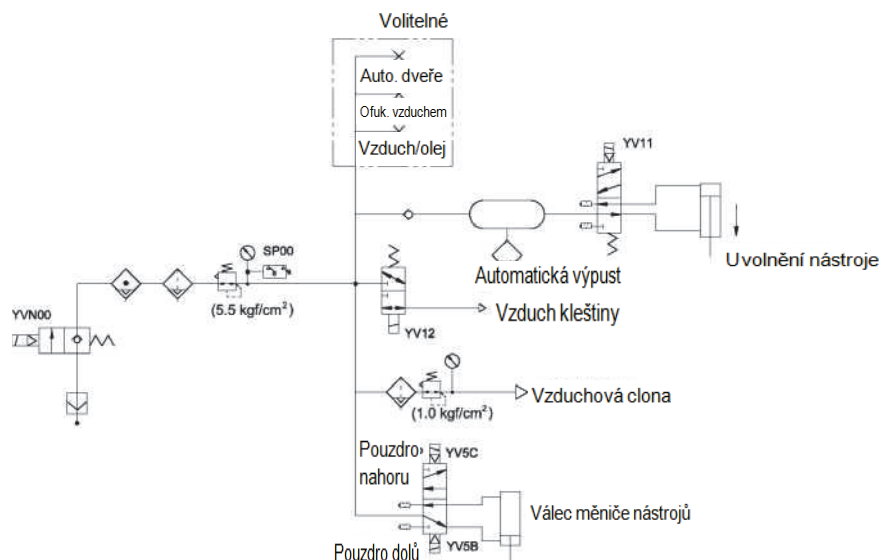 Volitelné
Auto. dveře
Ofuk. vzduchem
Vzduch/olej
YV11
SP00
Automatická výpust
Uvolnění nástroje
YVN00
(5.5 kgf/cm²)
Vzduch kleštiny
YV12
Vzduchová clona
(1.0 kgf/cm²)
Pouzdro
nahoru
YV5C
Válec měniče nástrojů
Pouzdro dolů
YV5B